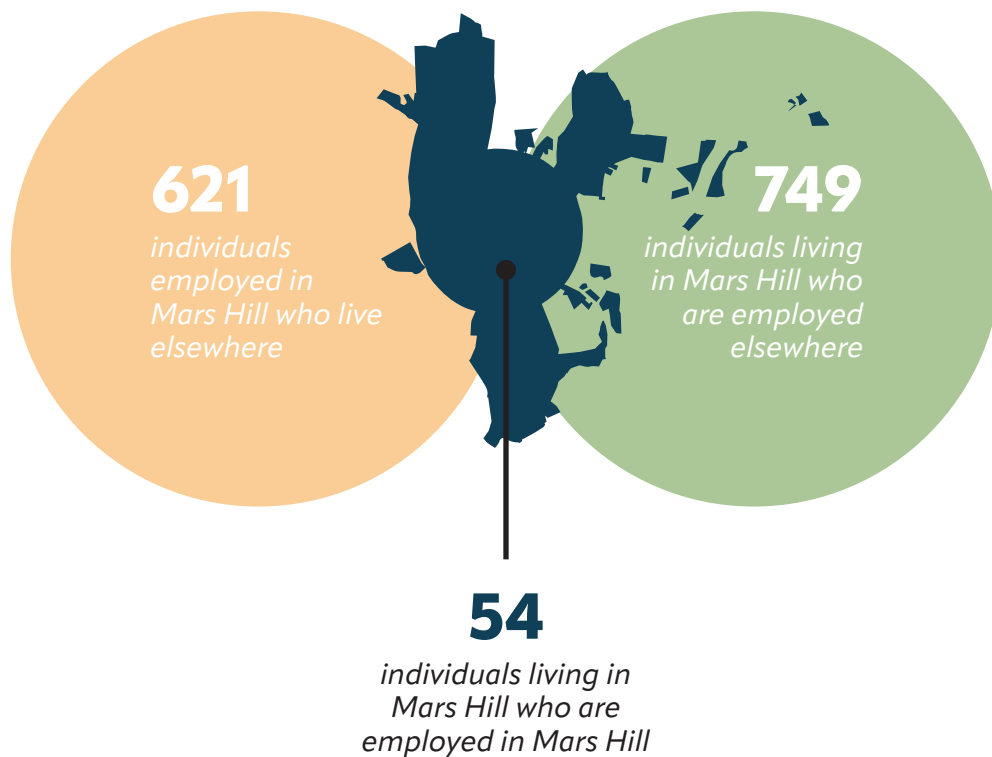 621
individuals
employed in
Mars Hill who live
elsewhere
749
individuals living
in Mars Hill who
are employed
elsewhere
54
individuals living in
Mars Hill who are
employed in Mars Hill